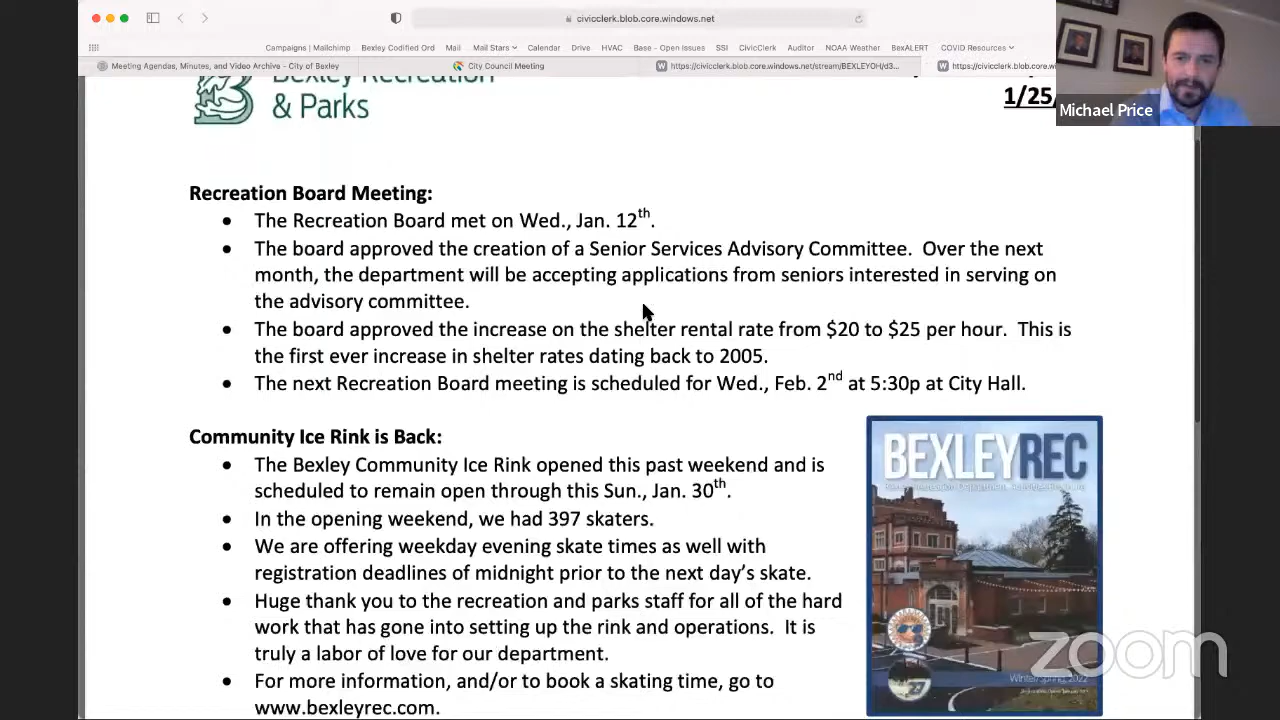 civicclerk.blob.core.windows.net
Campaigns | Mailchimp Bexley Codified Ord Mail Mail Stars Calendar Drive HVAC Base - Open Issues SSI CivicClerk Auditor NOAA Weather BexALERT COVID Resources
Meeting Agendas, Minutes, and Video Archive - City of Bexley City Council Meeting https://civicclerk.blob.core.windows.net/stream/BEXLEYOH/d3... https://civicclerk.blob.core.windows.ne
Bexley Recreation
& Parks
1/25/
Michael Price
Recreation Board Meeting:
• The Recreation Board met on Wed., Jan. 12th.
• The board approved the creation of a Senior Services Advisory Committee. Over the next
month, the department will be accepting applications from seniors interested in serving on
the advisory committee.
• The board approved the increase on the shelter rental rate from $20 to $25 per hour. This is
the first ever increase in shelter rates dating back to 2005.
• The next Recreation Board meeting is scheduled for Wed., Feb. 2nd at 5:30p at City Hall.
Community Ice Rink is Back:
• The Bexley Community Ice Rink opened this past weekend and is
scheduled to remain open through this Sun., Jan. 30th.
• In the opening weekend, we had 397 skaters.
• We are offering weekday evening skate times as well with
registration deadlines of midnight prior to the next day's skate.
• Huge thank you to the recreation and parks staff for all of the hard
work that has gone into setting up the rink and operations. It is
truly a labor of love for our department.
• For more information, and/or to book a skating time, go to
www.bexleyrec.com.
BEXLEYREC
Winter/Spring 2022
zoom